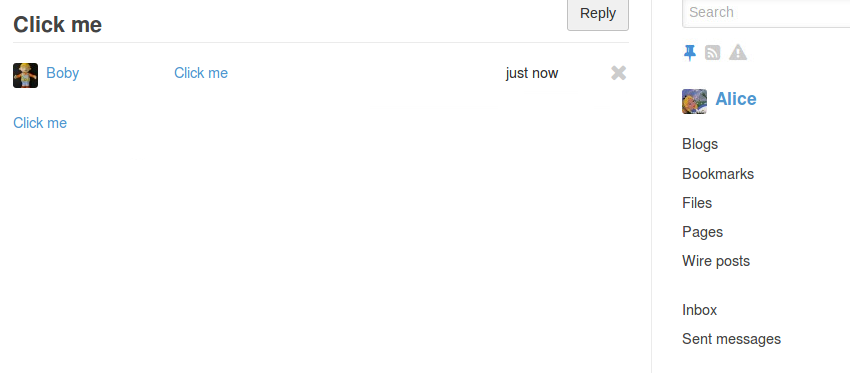 Click me
Reply
Boby Click me just now
Click me
Search
Alice
Blogs
Bookmarks
Files
Pages
Wire posts
Inbox
Sent messages